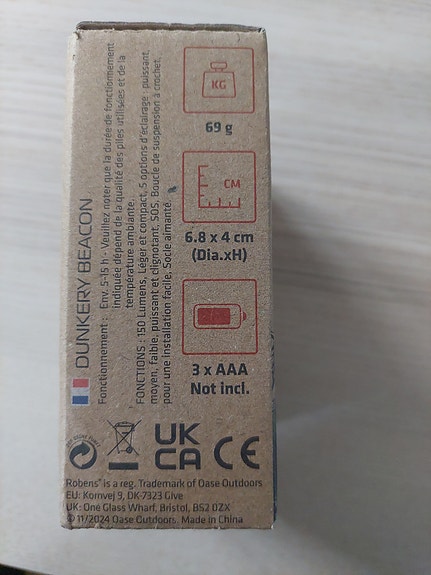 DUNKERY BEACON
Fonctionnement : Env. 5-15 h - Veuillez noter que la durée de fonctionnement
indiquée dépend de la qualité des piles utilisées et de la
température ambiante.
FONCTIONS : 150 Lumens, Léger et compact, 5 options d'éclairage : puissant,
moyen, faible, puissant et clignotant, SOS. Boucle de suspension à crochet,
pour une installation facile. Socle aimanté.
KG
69 g
CM
6.8 x 4 cm
(Dia.xH)
3 x AAA
Not incl.
UK
CA CE
Robens® is a reg. Trademark of Oase Outdoors
EU: Kornvej 9, DK-7323 Give
UK: One Glass Wharf, Bristol, BS2 0ZX
© 11/2024 Oase Outdoors. Made in China